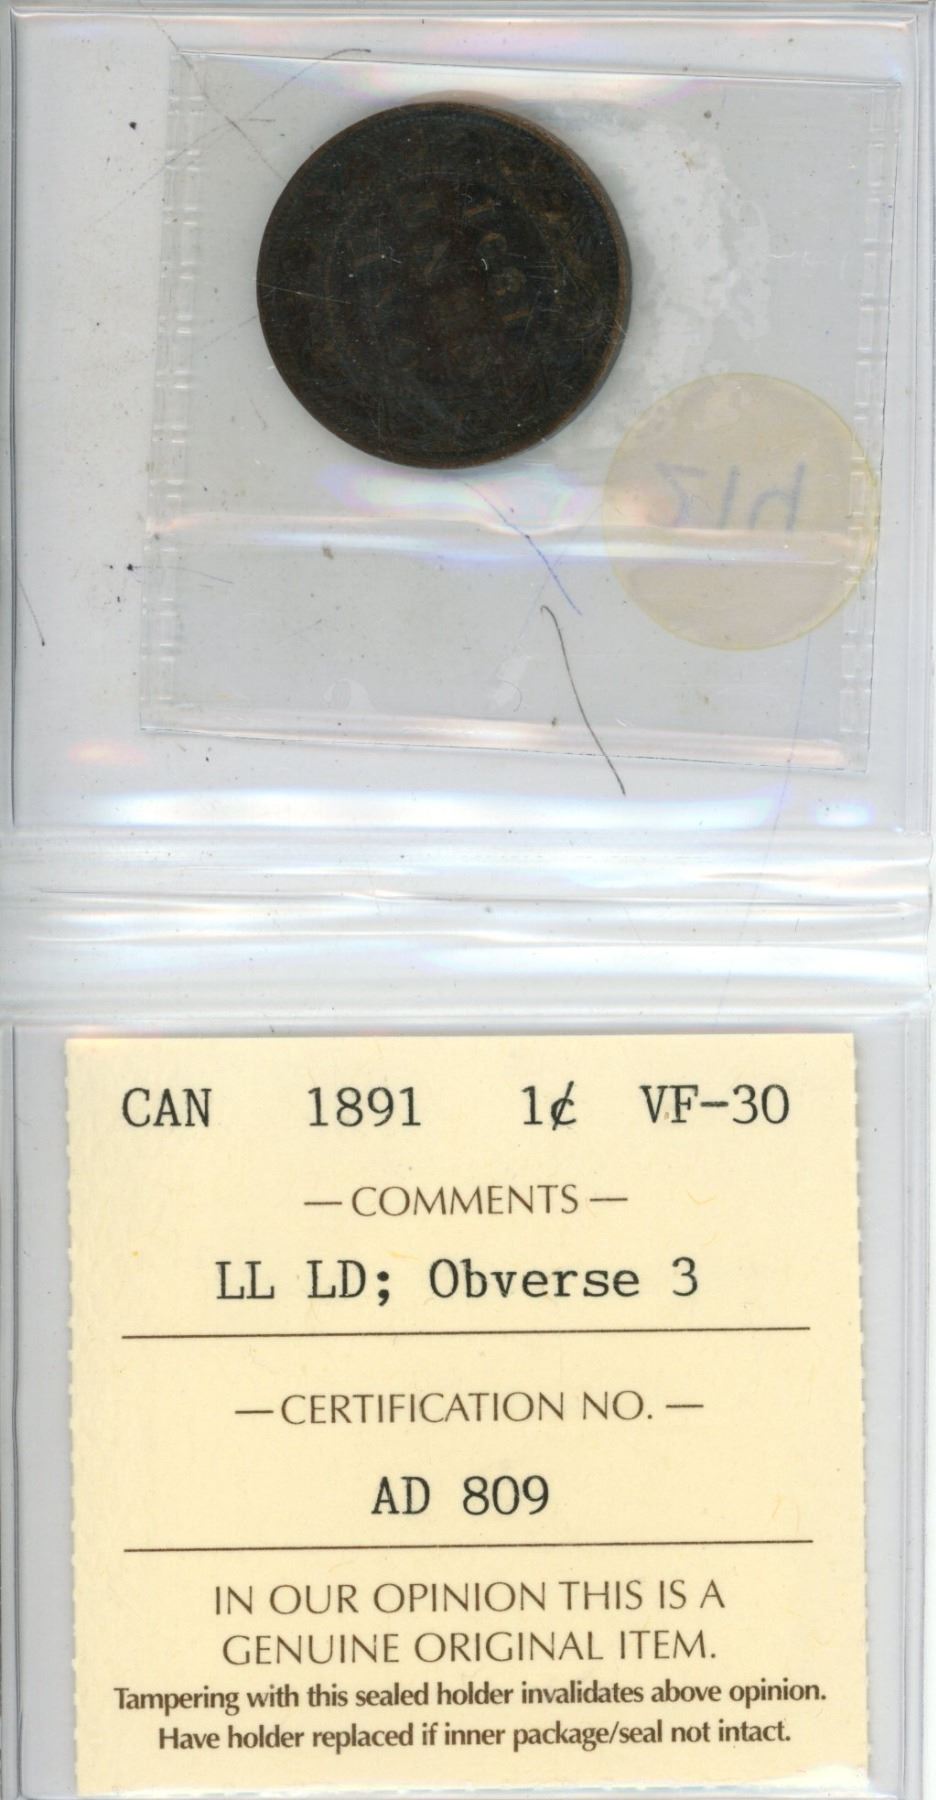 214
CAN 1891 1¢ VF-30
— COMMENTS —
LL LD; Obverse 3
— CERTIFICATION NO. —
AD 809
IN OUR OPINION THIS IS A
GENUINE ORIGINAL ITEM.
Tampering with this sealed holder invalidates above opinion.
Have holder replaced if inner package/seal not intact.